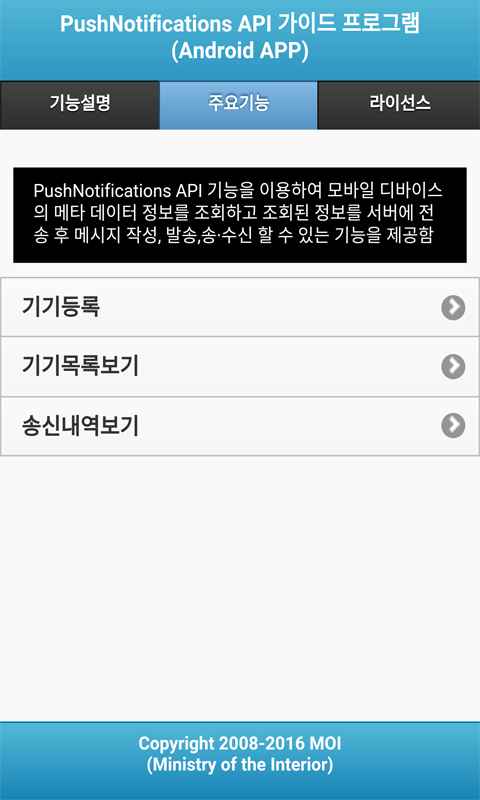 PushNotifications API 가이드 프로그램
(Android APP)
기능설명
주요기능
라이선스
PushNotifications API 기능을 이용하여 모바일 디바이스
의 메타 데이터 정보를 조회하고 조회된 정보를 서버에 전
송 후 메시지 작성, 발송,송·수신 할 수 있는 기능을 제공함
기기등록
기기목록보기
송신내역보기
Copyright 2008-2016 MOI
(Ministry of the Interior)